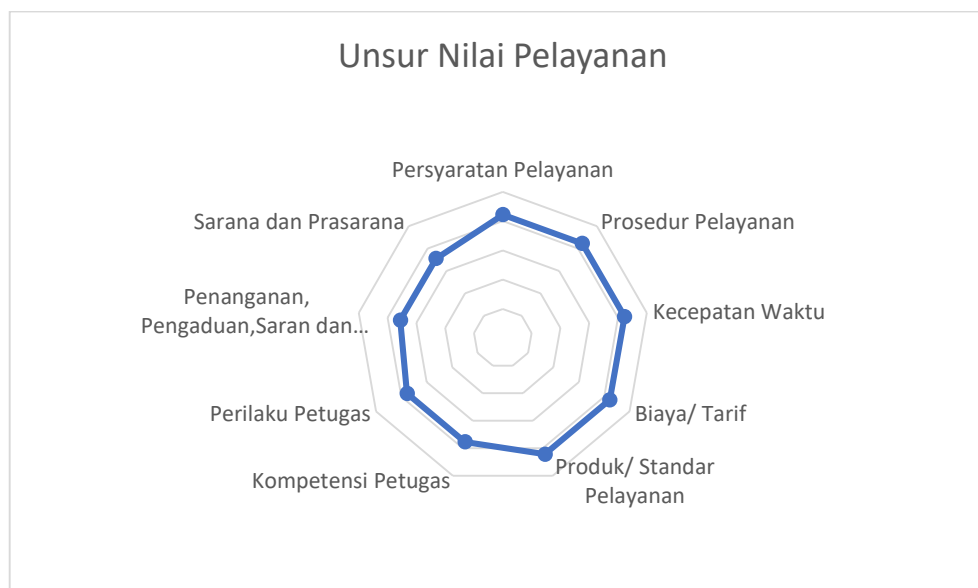 Unsur Nilai Pelayanan
Persyaratan Pelayanan
Prosedur Pelayanan
Kecepatan Waktu
Biaya/ Tarif
Produk/ Standar
Pelayanan
Kompetensi Petugas
Perilaku Petugas
Penanganan,
Pengaduan,Saran dan...
Sarana dan Prasarana